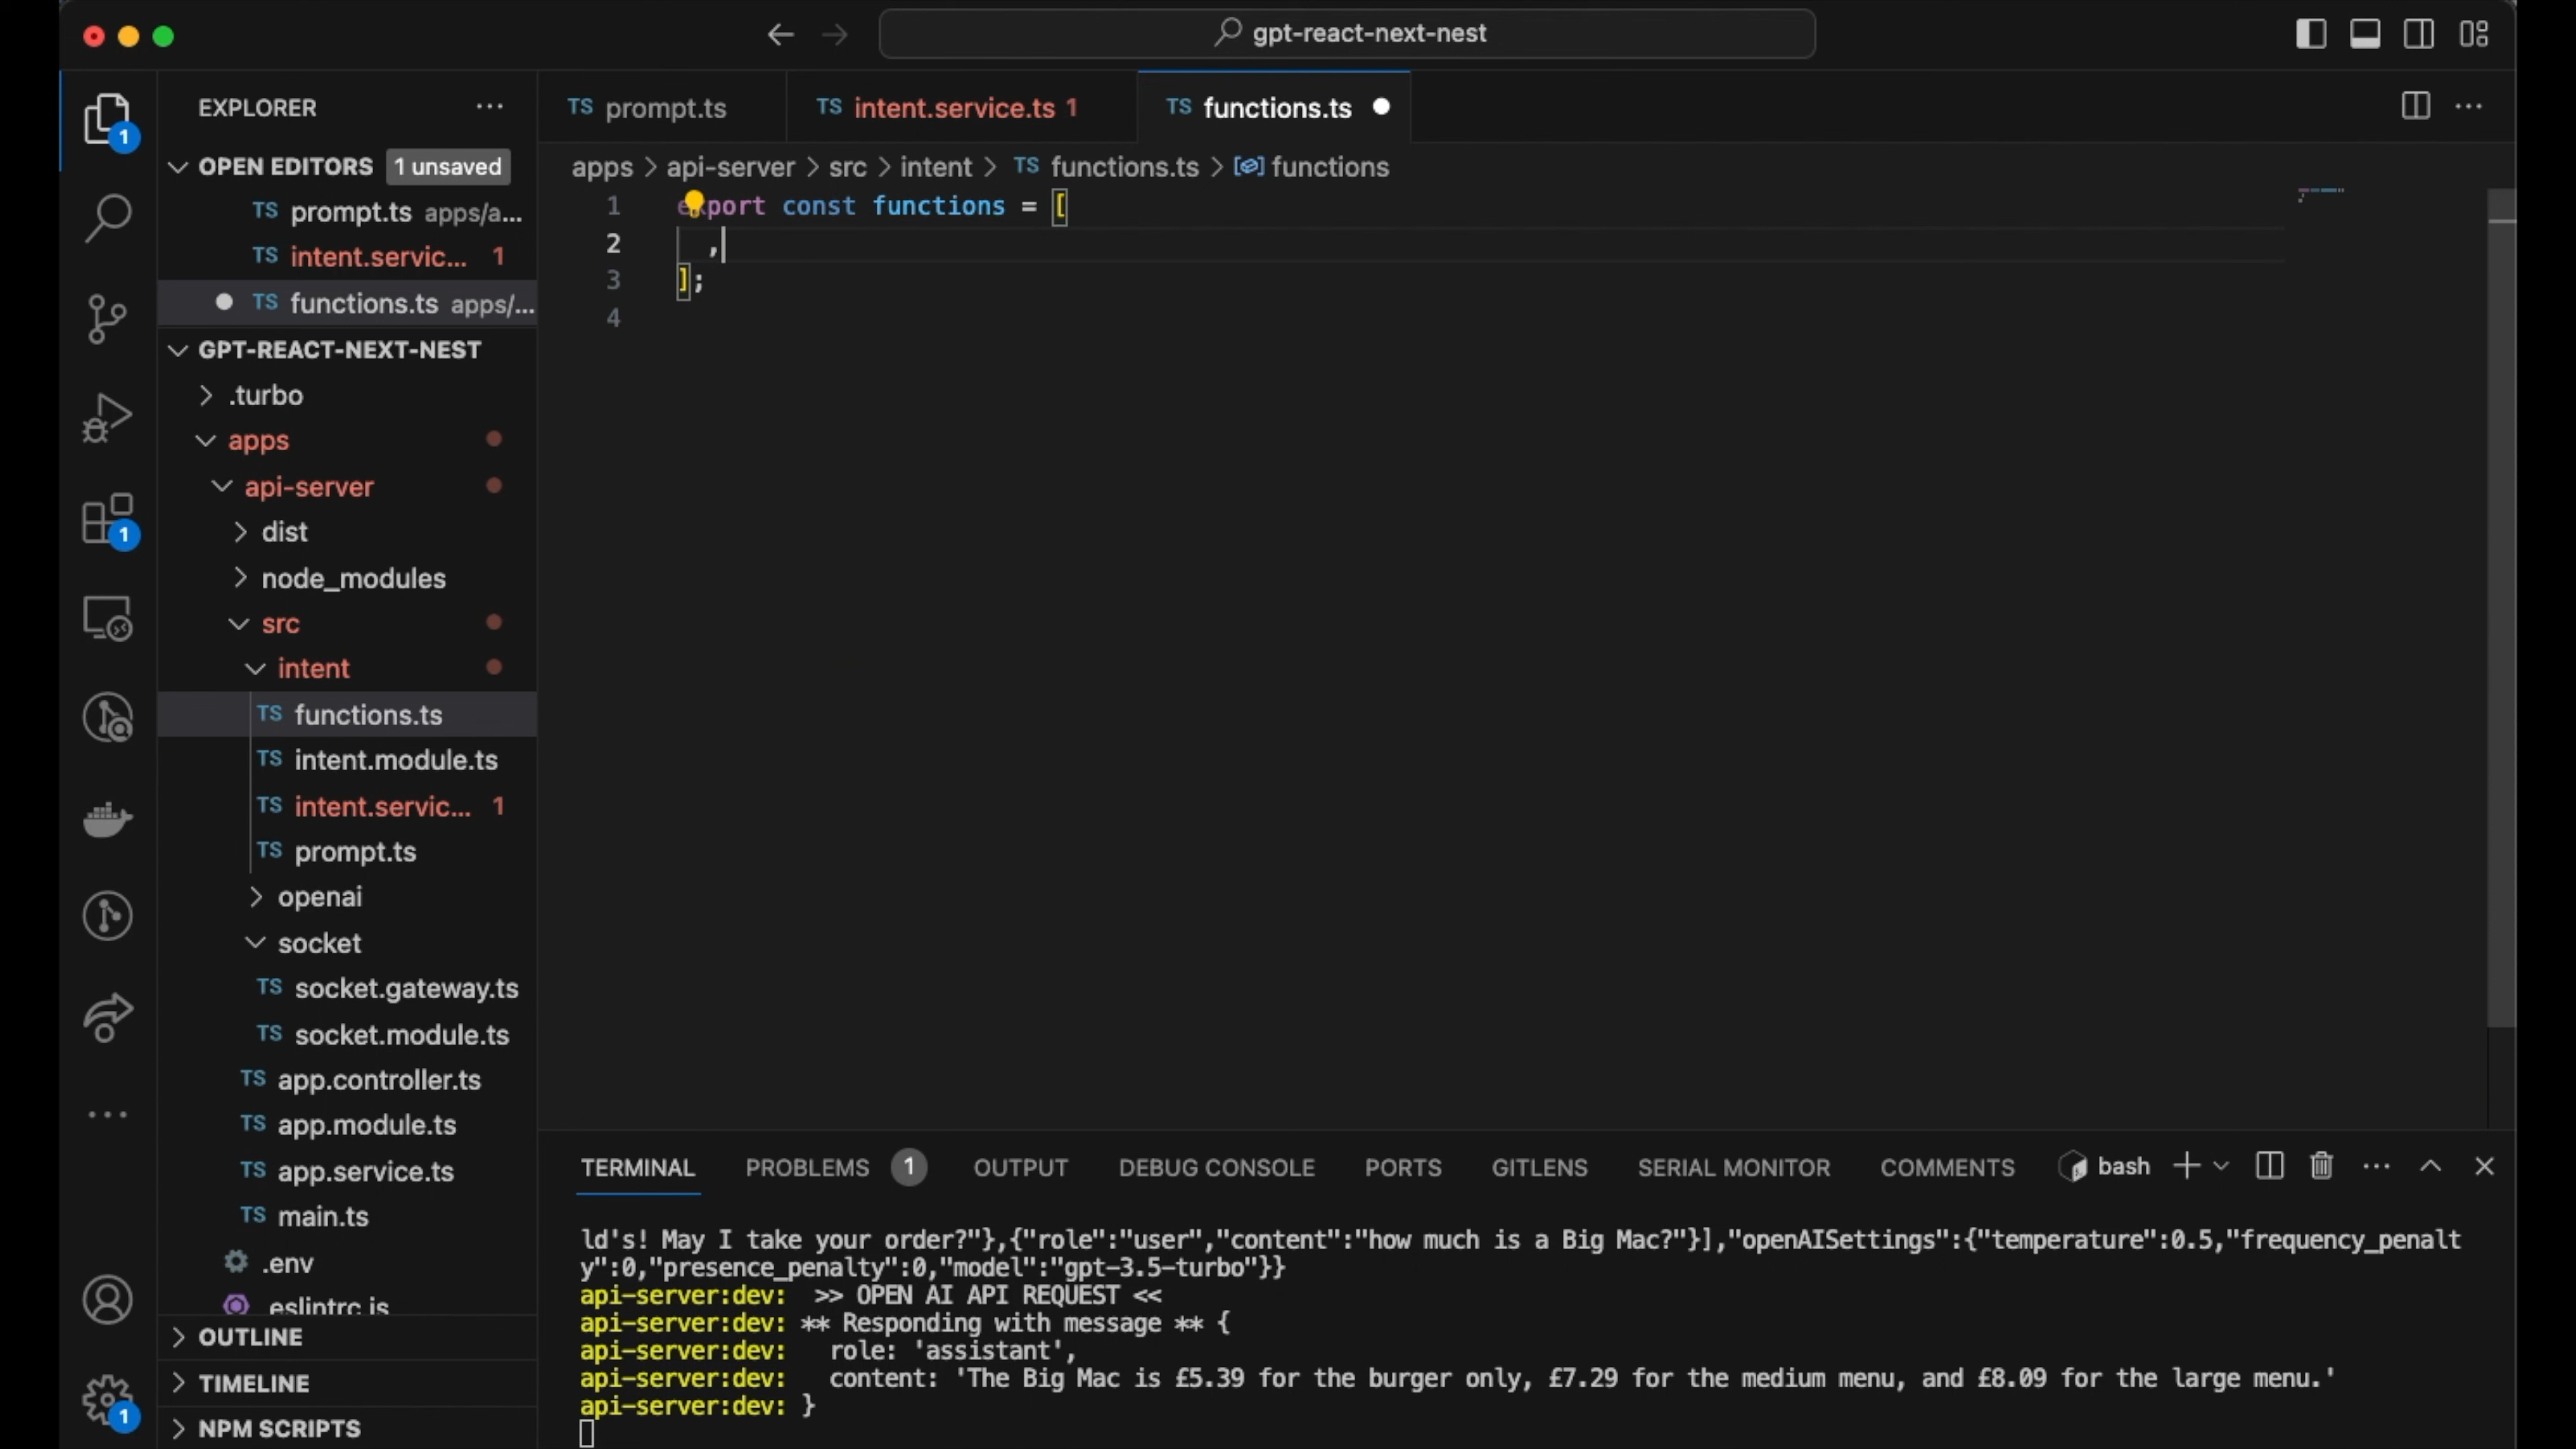 gpt-react-next-nest
EXPLORER
OPEN EDITORS 1 unsaved
TS prompt.ts apps/a...
TS intent.servic... 1
TS functions.ts apps/...
GPT-REACT-NEXT-NEST
.turbo
apps
api-server
dist
node_modules
src
intent
TS functions.ts
TS intent.module.ts
TS intent.servic... 1
TS prompt.ts
openai
socket
TS socket.gateway.ts
TS socket.module.ts
TS app.controller.ts
TS app.module.ts
TS app.service.ts
TS main.ts
.env
.eslintrc.js
OUTLINE
TIMELINE
NPM SCRIPTS
1
1
1
TS prompt.ts TS intent.service.ts 1 TS functions.ts
apps > api-server > src > intent > TS functions.ts > functions
1 export const functions = [
2 ,
3 ];
4
TERMINAL PROBLEMS 1 OUTPUT DEBUG CONSOLE PORTS GITLENS SERIAL MONITOR COMMENTS bash
ld's! May I take your order?"},{"role":"user","content":"how much is a Big Mac?"}],"openAISettings":{"temperature":0.5,"frequency_penalt
y":0,"presence_penalty":0,"model":"gpt-3.5-turbo"}}
api-server:dev: >> OPEN AI API REQUEST <<
api-server:dev: ** Responding with message ** {
api-server:dev: role: 'assistant',
api-server:dev: content: 'The Big Mac is £5.39 for the burger only, £7.29 for the medium menu, and £8.09 for the large menu.'
api-server:dev: }